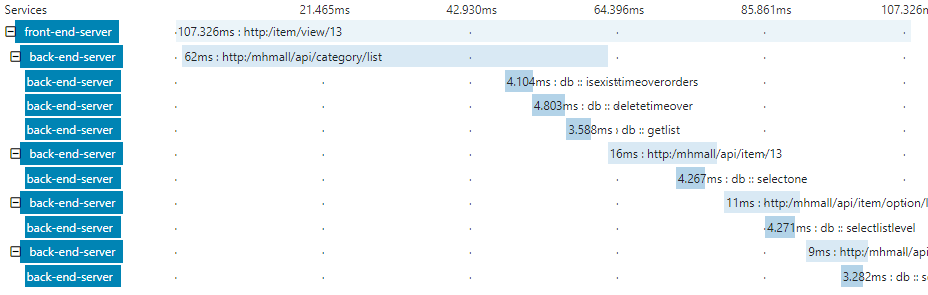 Services 21.465ms 42.930ms 64.396ms 85.861ms 107.326m
front-end-server 107.326ms : http:/item/view/13
back-end-server 62ms : http:/mhmall/api/category/list
back-end-server 4.104ms : db :: isexisttimeoverorders
back-end-server 4.803ms : db :: deletetimeover
back-end-server 3.588ms : db :: getlist
back-end-server 16ms : http:/mhmall/api/item/13
back-end-server 4.267ms : db :: selectone
back-end-server 11ms : http:/mhmall/api/item/option/l
back-end-server 4.271ms : db :: selectlistlevel
back-end-server 9ms : http:/mhmall/api
back-end-server 3.282ms : db :: s